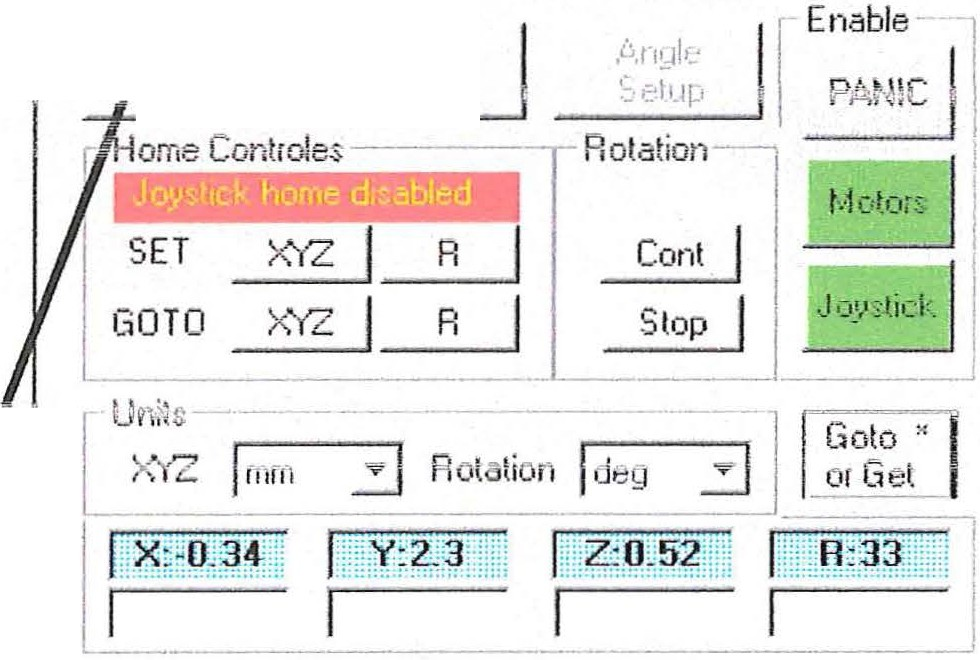 Enable
Angle
Setup
PANIC
Home Controles
Rotation
Joystick home disabled
Motors
SET XYZ R
Cont
GOTO XYZ R
Stop
Joystick
Units
XYZ mm Rotation deg
Goto *
or Get
X:-0.34 Y:2.3 Z:0.52 R:33